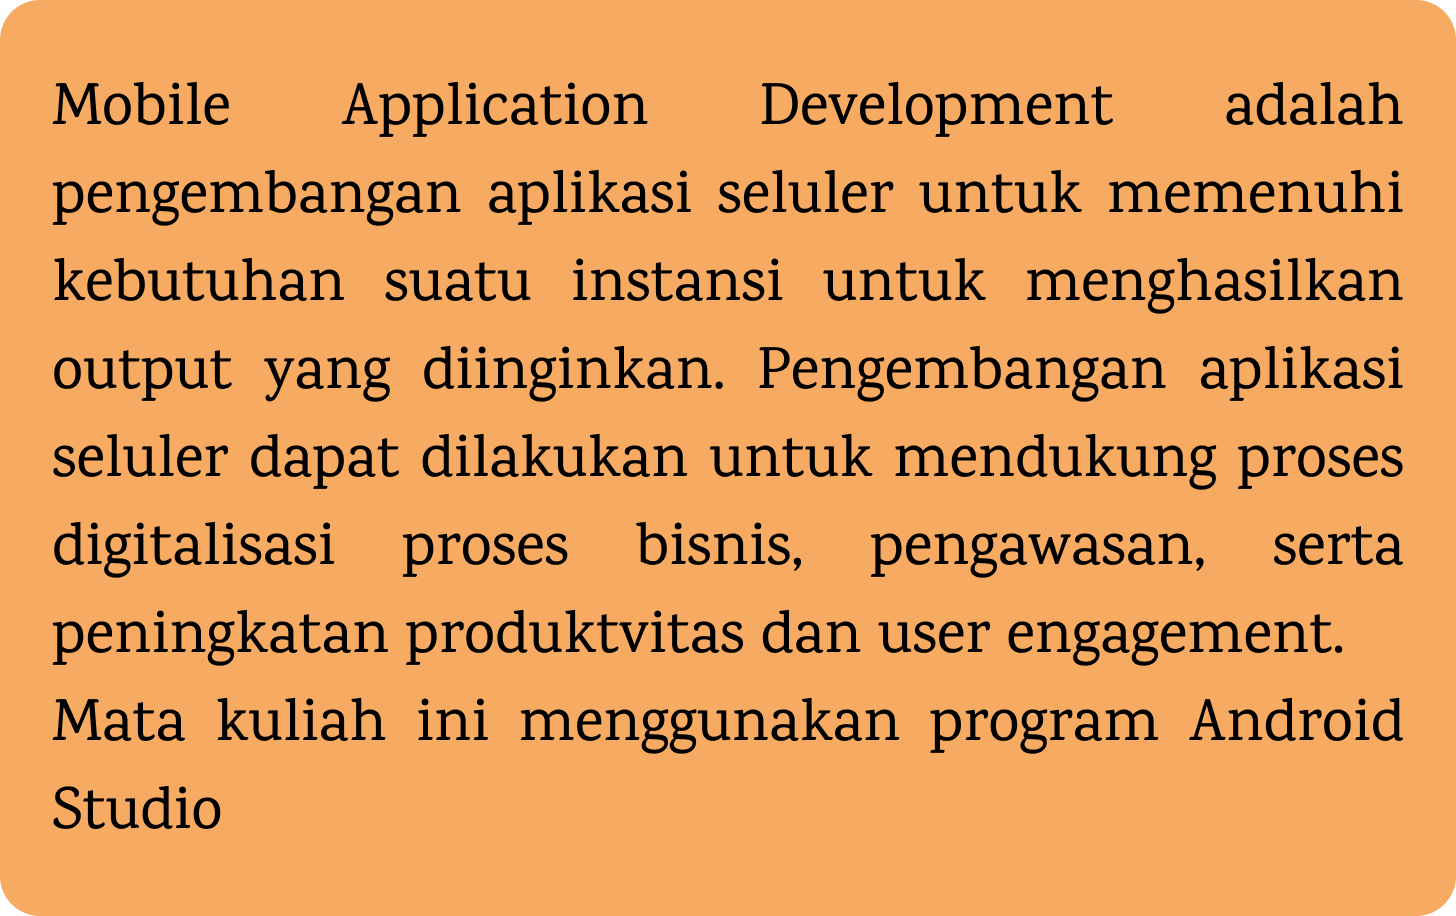 Mobile Application Development adalah
pengembangan aplikasi seluler untuk memenuhi
kebutuhan suatu instansi untuk menghasilkan
output yang diinginkan. Pengembangan aplikasi
seluler dapat dilakukan untuk mendukung proses
digitalisasi proses bisnis, pengawasan, serta
peningkatan produktvitas dan user engagement.
Mata kuliah ini menggunakan program Android
Studio